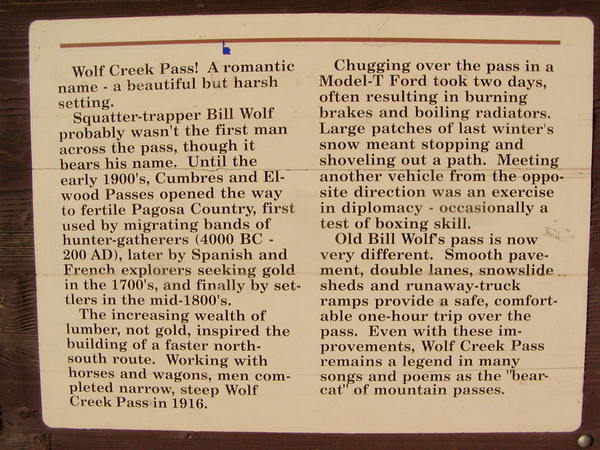 Wolf Creek Pass! A romantic
name - a beautiful but harsh
setting.
Squatter-trapper Bill Wolf
probably wasn't the first man
across the pass, though it
bears his name. Until the
early 1900's, Cumbres and El-
wood Passes opened the way
to fertile Pagosa Country, first
used by migrating bands of
hunter-gatherers (4000 BC -
200 AD), later by Spanish and
French explorers seeking gold
in the 1700's, and finally by set-
tlers in the mid-1800's.
The increasing wealth of
lumber, not gold, inspired the
building of a faster north-
south route. Working with
horses and wagons, men com-
pleted narrow, steep Wolf
Creek Pass in 1916.
Chugging over the pass in a
Model-T Ford took two days,
often resulting in burning
brakes and boiling radiators.
Large patches of last winter's
snow meant stopping and
shoveling out a path. Meeting
another vehicle from the oppo-
site direction was an exercise
in diplomacy - occasionally a
test of boxing skill.
Old Bill Wolf's pass is now
very different. Smooth pave-
ment, double lanes, snowslide
sheds and runaway-truck
ramps provide a safe, comfort-
able one-hour trip over the
pass. Even with these im-
provements, Wolf Creek Pass
remains a legend in many
songs and poems as the "bear-
cat" of mountain passes.